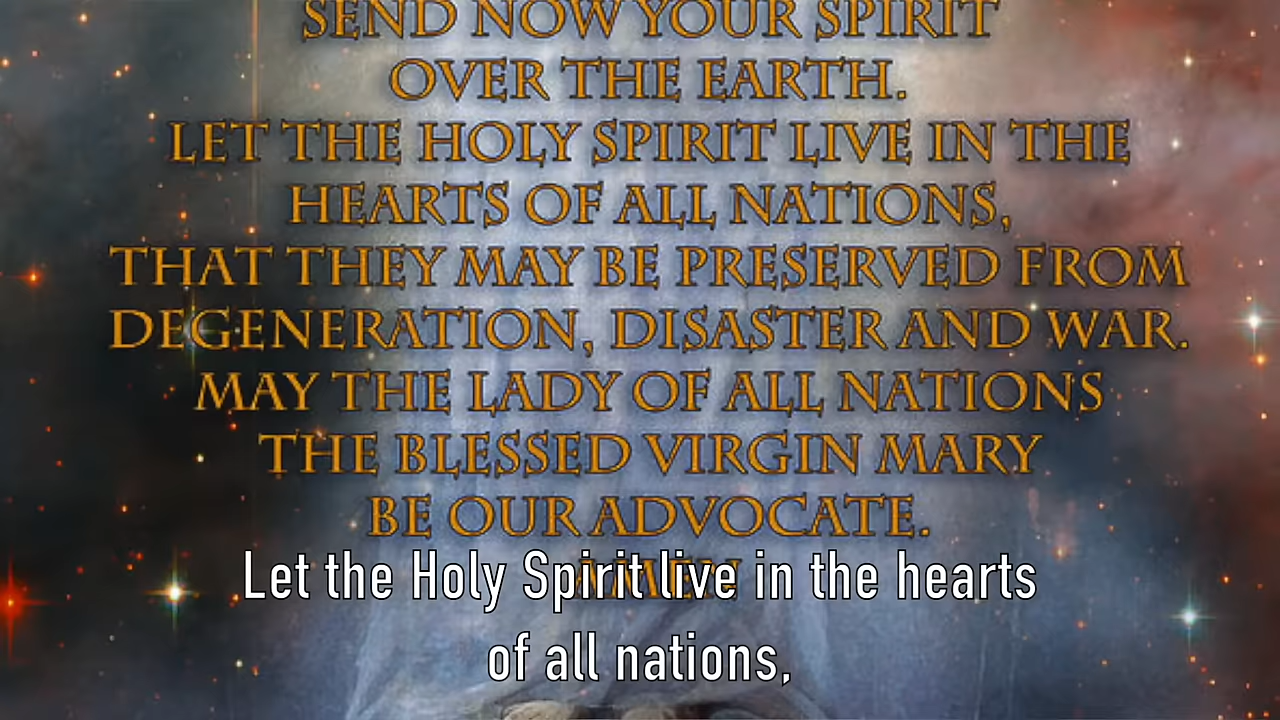 SEND NOW YOUR SPIRIT
OVER THE EARTH.
LET THE HOLY SPIRIT LIVE IN THE
HEARTS OF ALL NATIONS,
THAT THEY MAY BE PRESERVED FROM
DEGENERATION, DISASTER AND WAR.
MAY THE LADY OF ALL NATIONS
THE BLESSED VIRGIN MARY
BE OUR ADVOCATE.
AMEN
Let the Holy Spirit live in the hearts
of all nations,